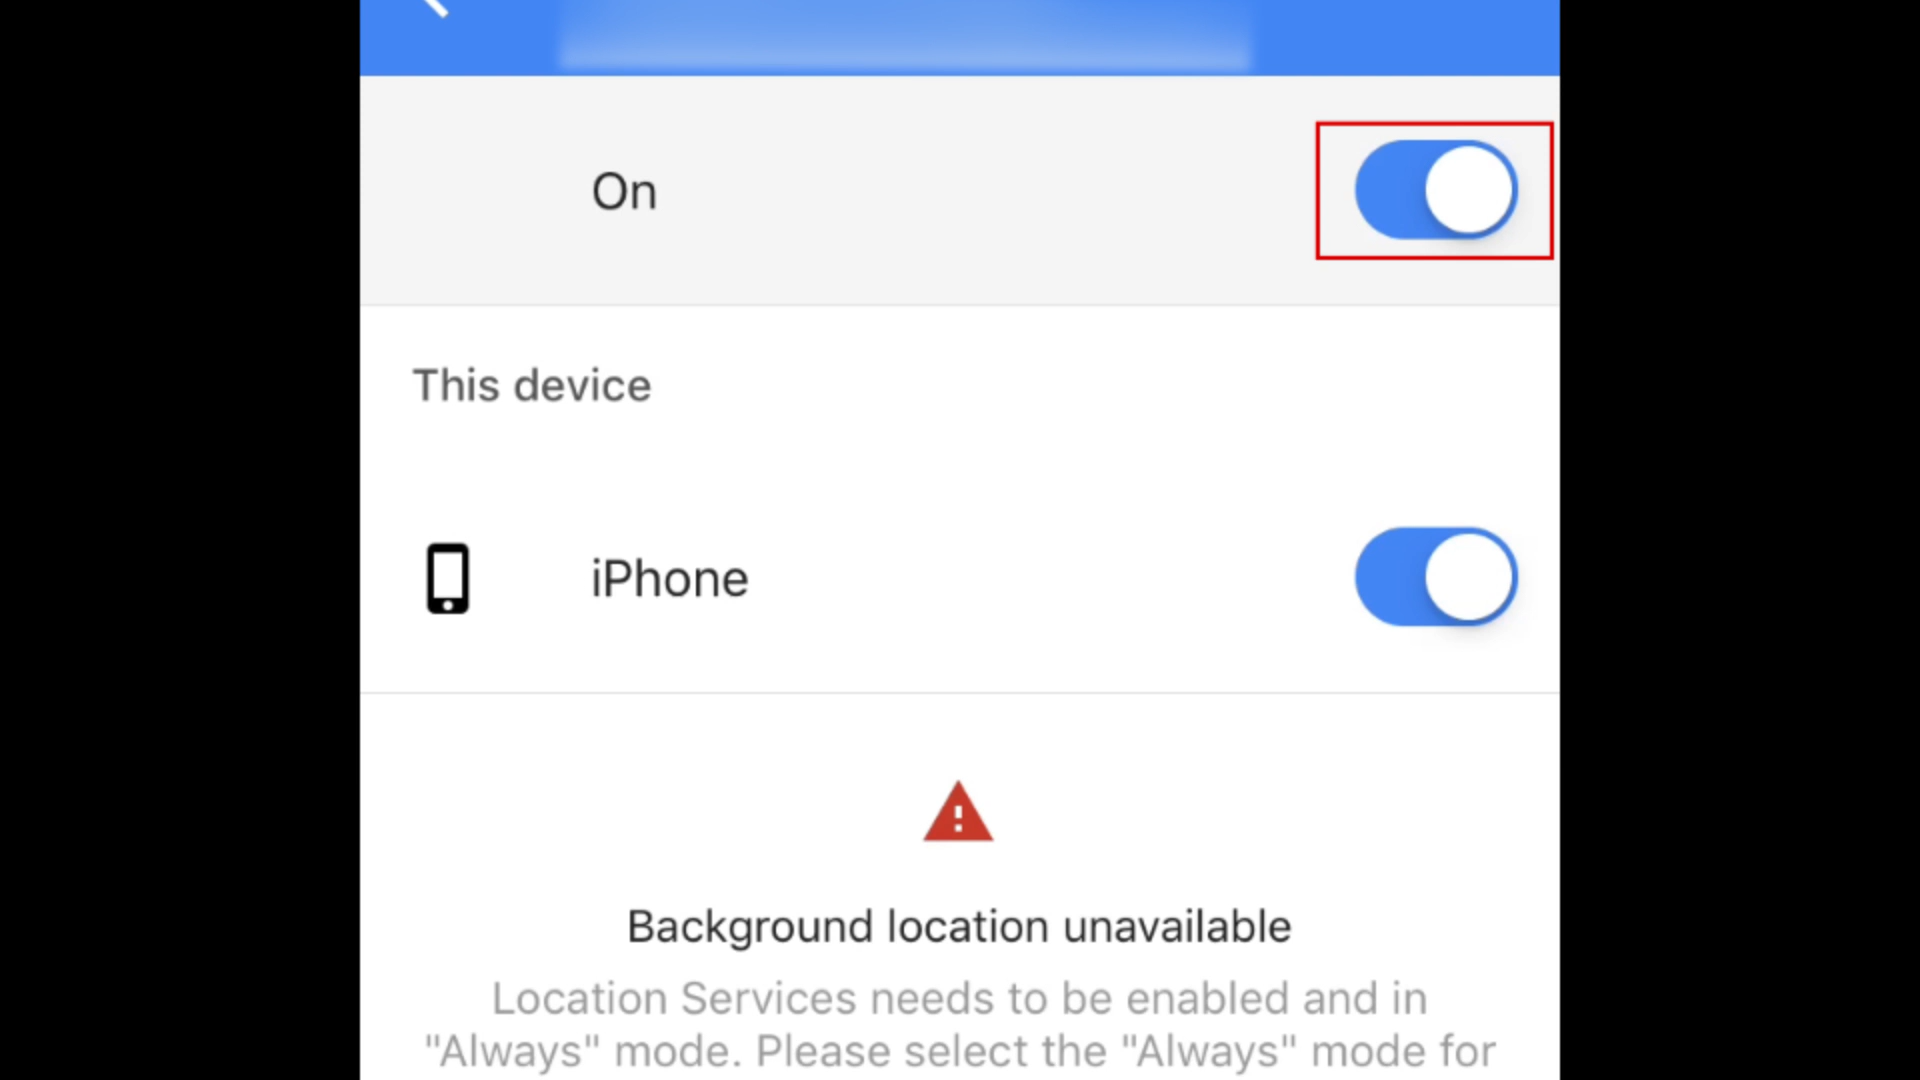 On
This device
iPhone
Background location unavailable
Location Services needs to be enabled and in
"Always" mode. Please select the "Always" mode for